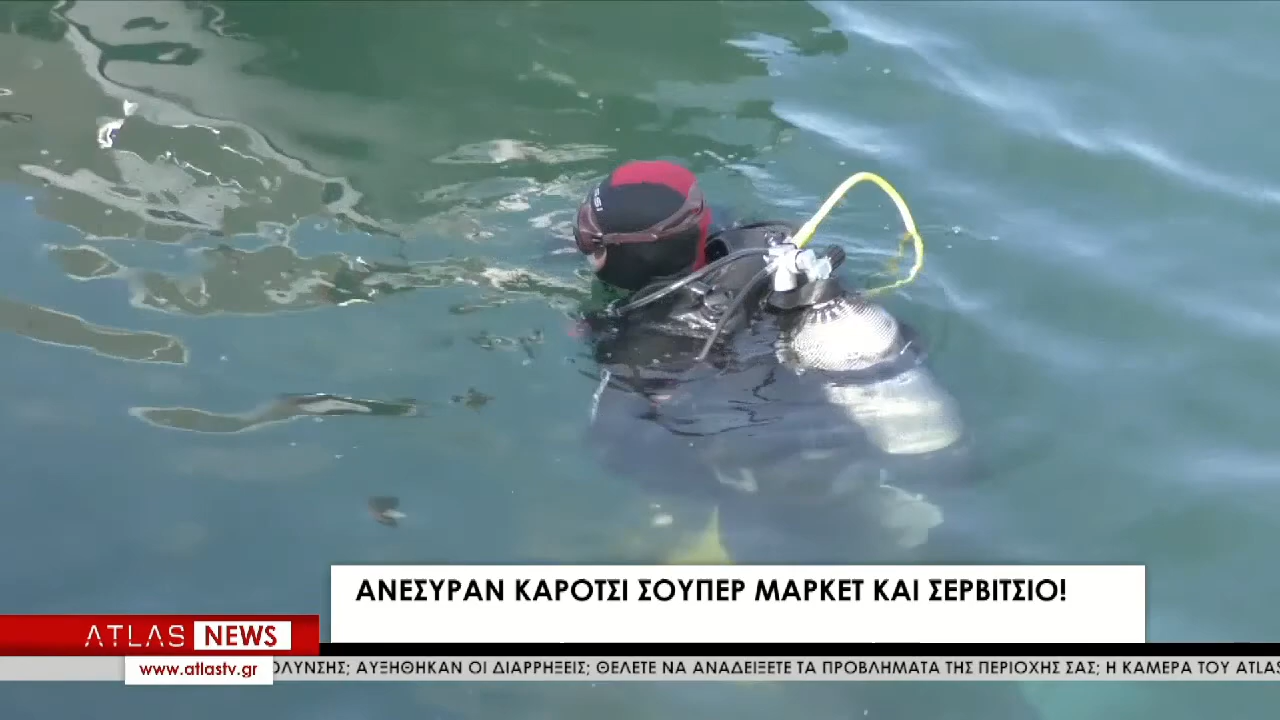 ΑΝΕΣΥΡΑΝ ΚΑΡΟΤΣΙ ΣΟΥΠΕΡ ΜΑΡΚΕΤ ΚΑΙ ΣΕΡΒΙΤΣΙΟ!
ATLAS NEWS
www.atlastv.gr
ΟΛΥΝΣΗΣ; ΑΥΞΗΘΗΚΑΝ ΟΙ ΔΙΑΡΡΗΞΕΙΣ; ΘΕΛΕΤΕ ΝΑ ΑΝΑΔΕΙΞΕΤΕ ΤΑ ΠΡΟΒΛΗΜΑΤΑ ΤΗΣ ΠΕΡΙΟΧΗΣ ΣΑΣ; Η ΚΑΜΕΡΑ ΤΟΥ ATLAS